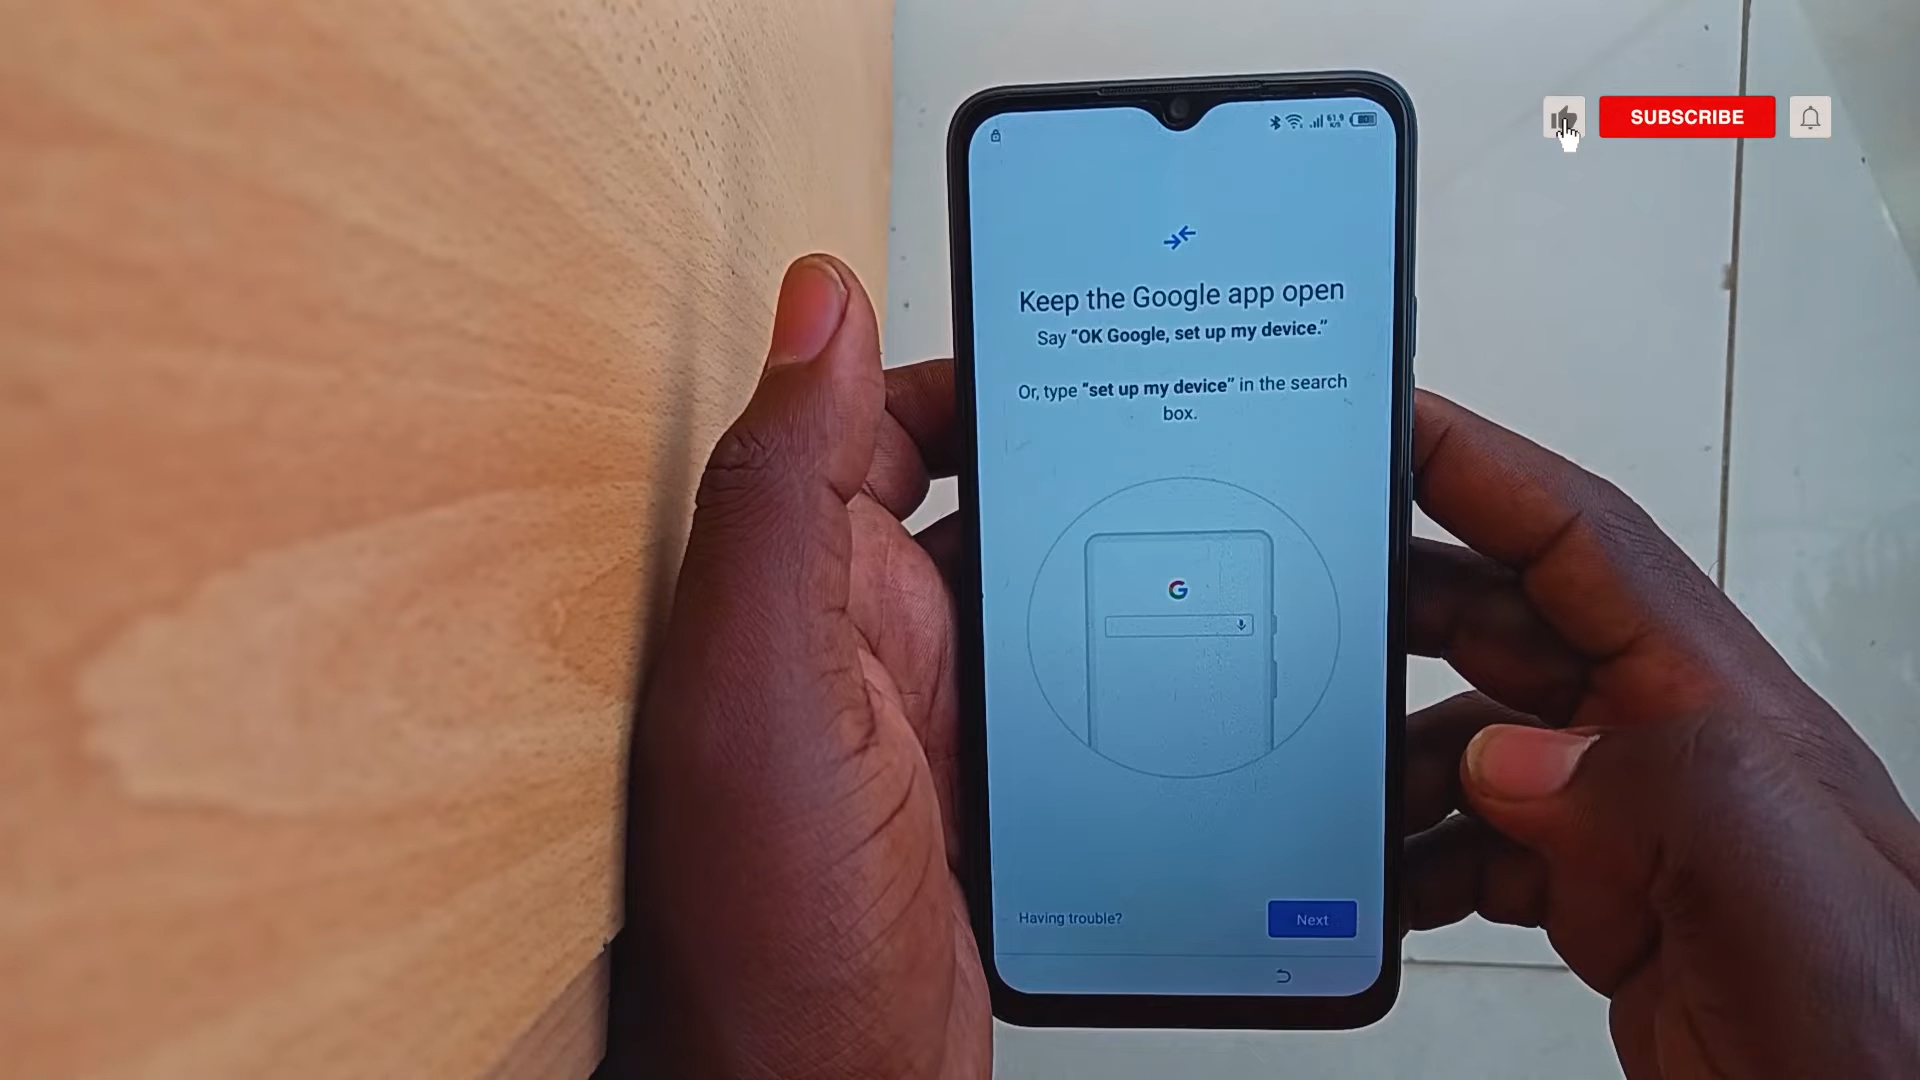 SUBSCRIBE
Keep the Google app open
Say “OK Google, set up my device.”
Or, type “set up my device” in the search
box.
G
Having trouble?
Next